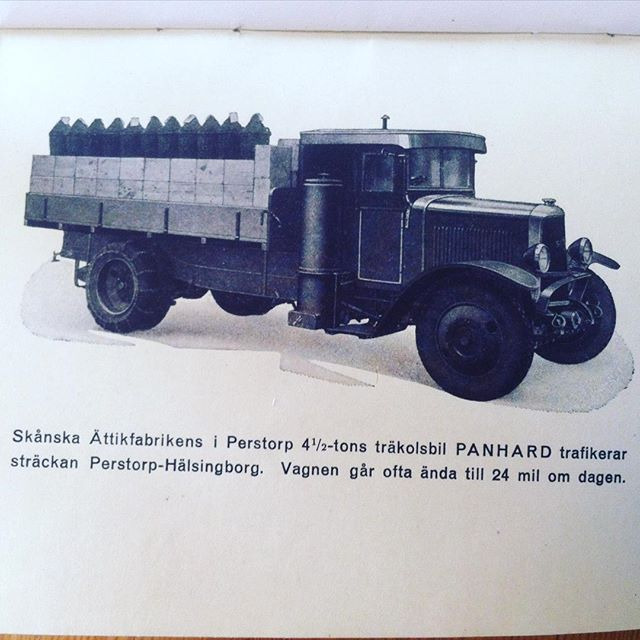 Skånska Ättikfabrikens i Perstorp 4½-tons träkolsbil PANHARD trafikerar
sträckan Perstorp-Hälsingborg. Vagnen går ofta ända till 24 mil om dagen.